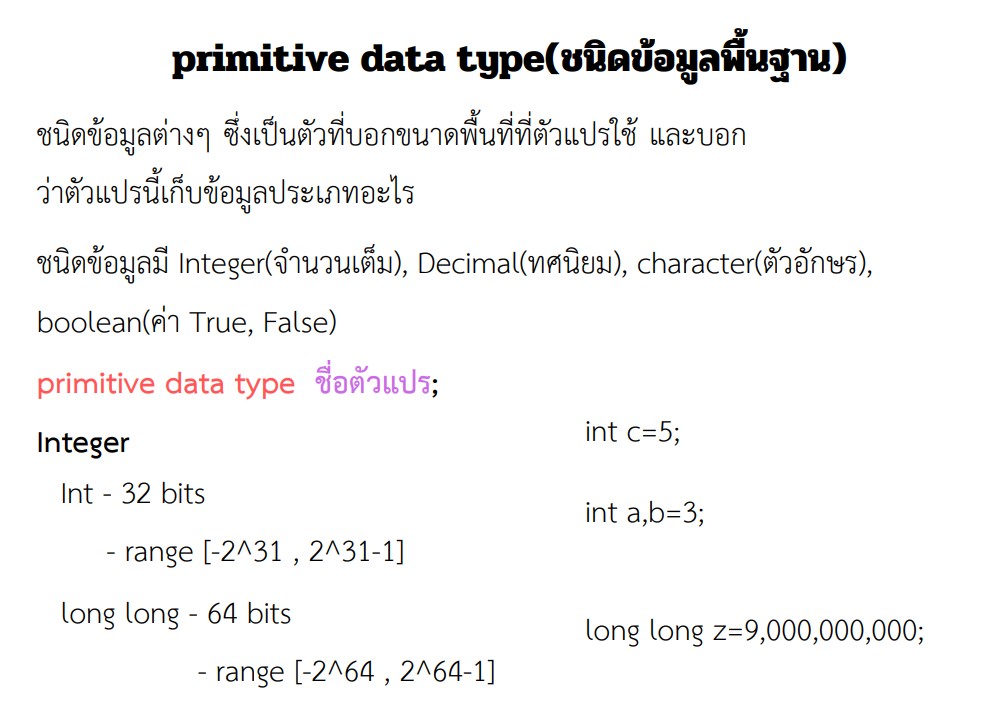 primitive data type(ชนิดข้อมูลพื้นฐาน)
ชนิดข้อมูลต่างๆ ซึ่งเป็นตัวที่บอกขนาดพื้นที่ที่ตัวแปรใช้ และบอก
ว่าตัวแปรนี้เก็บข้อมูลประเภทอะไร
ชนิดข้อมูลมี Integer(จำนวนเต็ม), Decimal(ทศนิยม), character(ตัวอักษร),
boolean(ค่า True, False)
primitive data type ชื่อตัวแปร;
Integer
Int - 32 bits
- range [-2^31 , 2^31-1]
long long - 64 bits
- range [-2^64 , 2^64-1]
int c=5;
int a,b=3;
long long z=9,000,000,000;